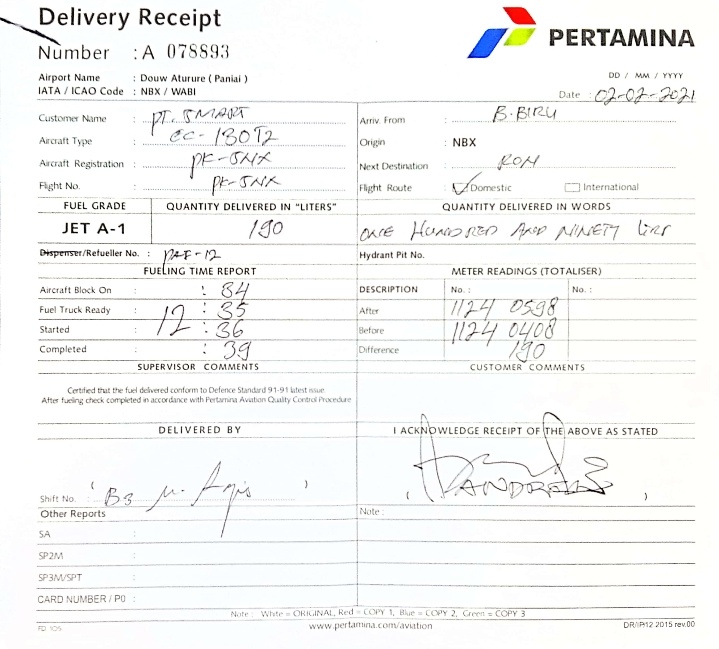 Delivery Receipt
PERTAMINA
Number : A 078893
Airport Name : Douw Aturure ( Paniai )
IATA / ICAO Code : NBX / WABI
DD / MM / YYYY
Date : 02-02-2021
Customer Name : PT. SMART
Arriv. From : B. BIRU
Aircraft Type : EC-130T2
Origin : NBX
Aircraft Registration : PK-SNX
Next Destination : ROM
Flight No. : PK-SNX
Flight Route : Domestic International
FUEL GRADE QUANTITY DELIVERED IN "LITERS" QUANTITY DELIVERED IN WORDS
JET A-1 190 ONE HUNDRED AND NINETY
Dispenser/Refueller No. : Hydrant Pit No.
FUELING TIME REPORT METER READINGS (TOTALISER)
Aircraft Block On : 34 DESCRIPTION No. : No. :
Fuel Truck Ready : 35 After 1124 0598
Started 12 : 36 Before 1124 0408
Completed : 39 Difference 190
SUPERVISOR COMMENTS CUSTOMER COMMENTS
Certified that the fuel delivered conform to Defence Standard 91-91 latest issue.
After fueling check completed in accordance with Pertamina Aviation Quality Control Procedure
DELIVERED BY I ACKNOWLEDGE RECEIPT OF THE ABOVE AS STATED
Shift No. : ( B3 )
Other Reports Note :
SA :
SP2M :
SP3M/SPT :
CARD NUMBER / PO :
Note : White = ORIGINAL, Red = COPY 1, Blue = COPY 2, Green = COPY 3
FD 105 www.pertamina.com/aviation DR/IP/12.2015 rev.00